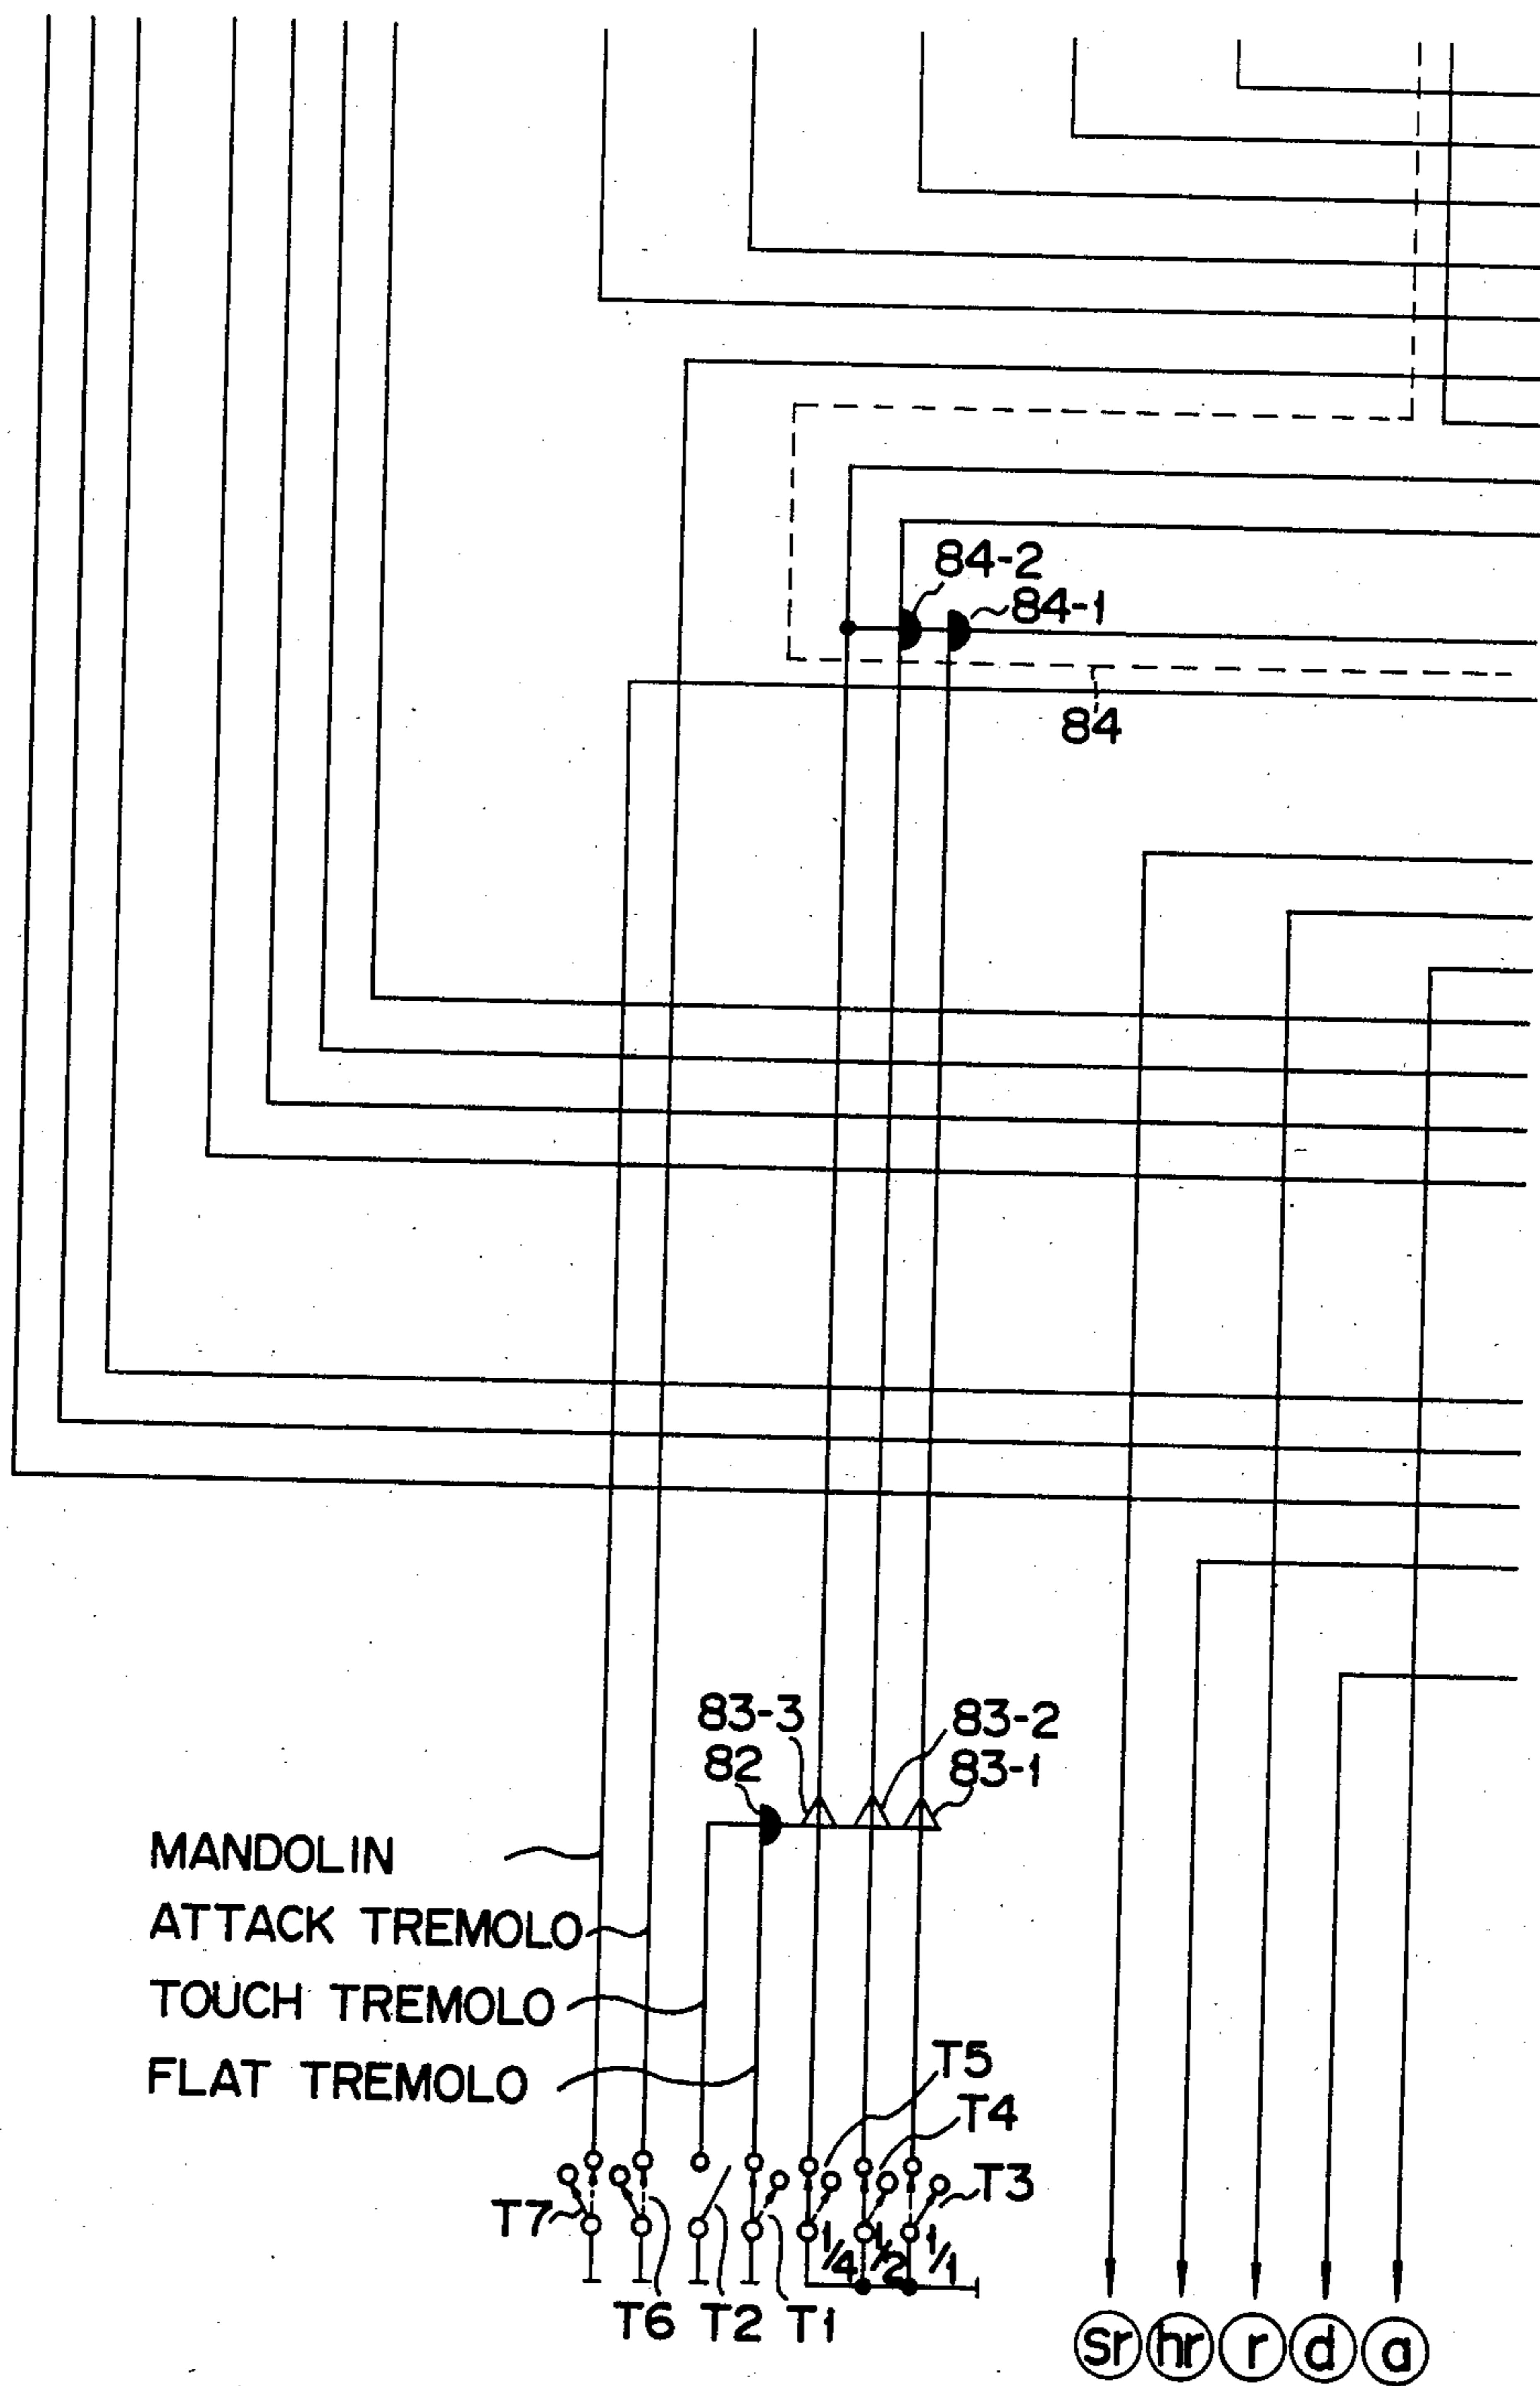 84-2
84-1
84
83-3
83-2
82
83-1
MANDOLIN
ATTACK TREMOLO
TOUCH TREMOLO
FLAT TREMOLO
T5
T4
T3
T7
1/4 1/2 1/1
T6 T2 T1
sr hr r d a